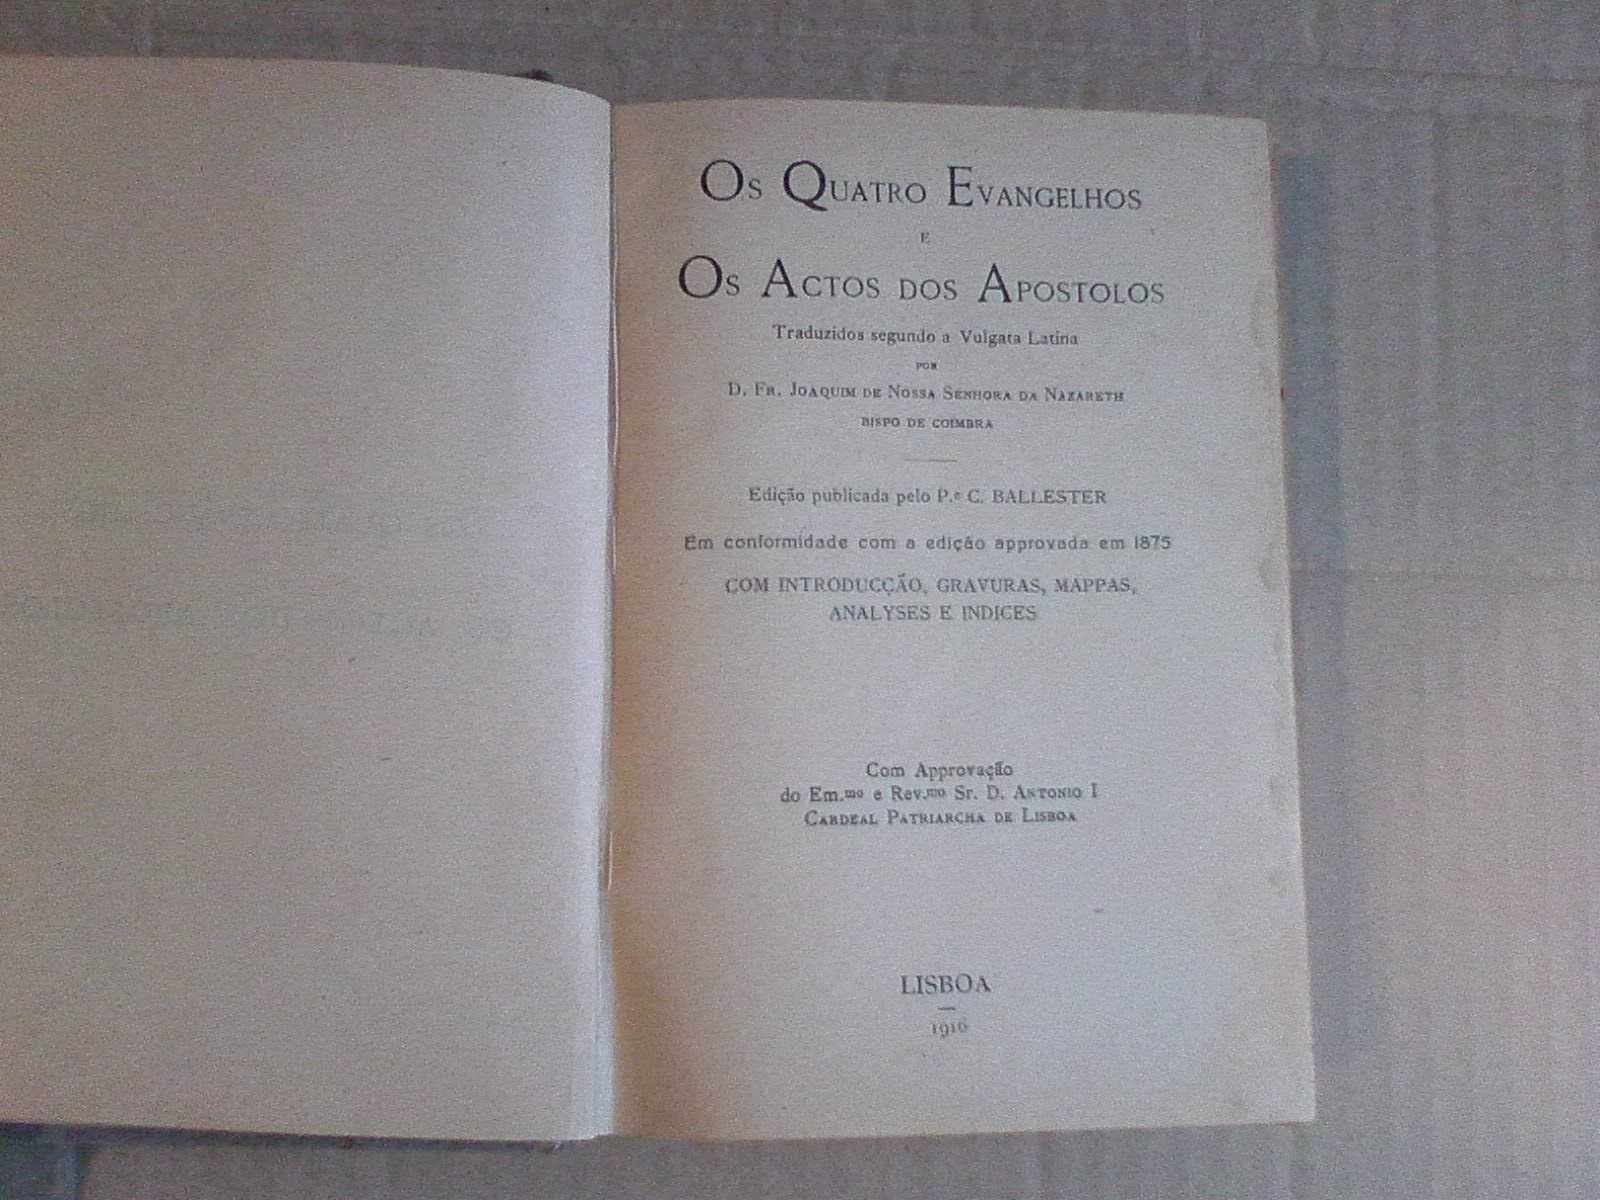 Os Quatro Evangelhos
E
Os Actos dos Apostolos
Traduzidos segundo a Vulgata Latina
POR
D. Fr. Joaquim de Nossa Senhora da Nazareth
BISPO DE COIMBRA
Edição publicada pelo P.e C. BALLESTER
Em conformidade com a edição approvada em 1875
COM INTRODUCÇÃO, GRAVURAS, MAPPAS,
ANALYSES E INDICES
Com Approvação
do Em.mo e Rev.mo Sr. D. Antonio I
Cardeal Patriarcha de Lisboa
LISBOA
1916